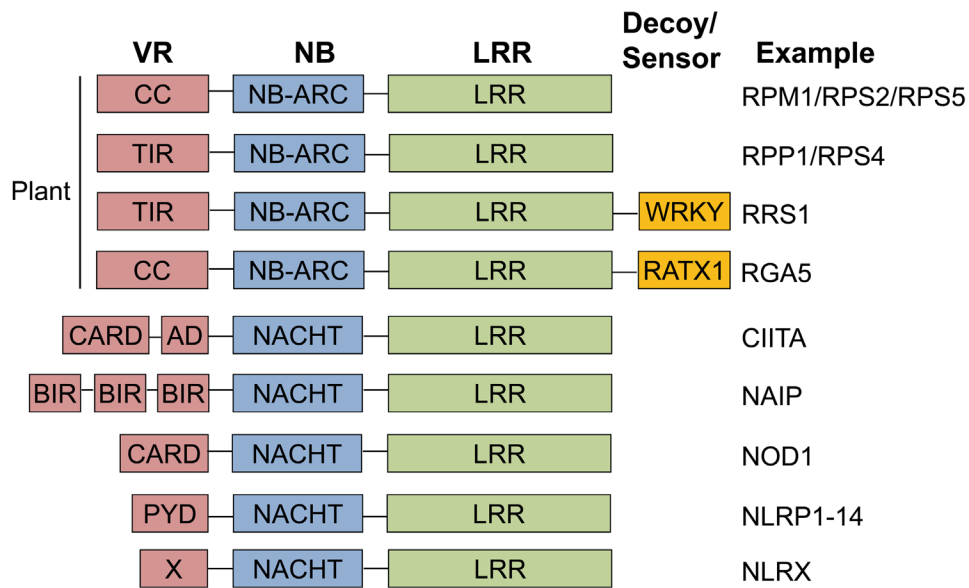 VR NB LRR Decoy/
Sensor Example
CC NB-ARC LRR RPM1/RPS2/RPS5
TIR NB-ARC LRR RPP1/RPS4
Plant
TIR NB-ARC LRR WRKY RRS1
CC NB-ARC LRR RATX1 RGA5
CARD AD NACHT LRR CIITA
BIR BIR BIR NACHT LRR NAIP
CARD NACHT LRR NOD1
PYD NACHT LRR NLRP1-14
X NACHT LRR NLRX